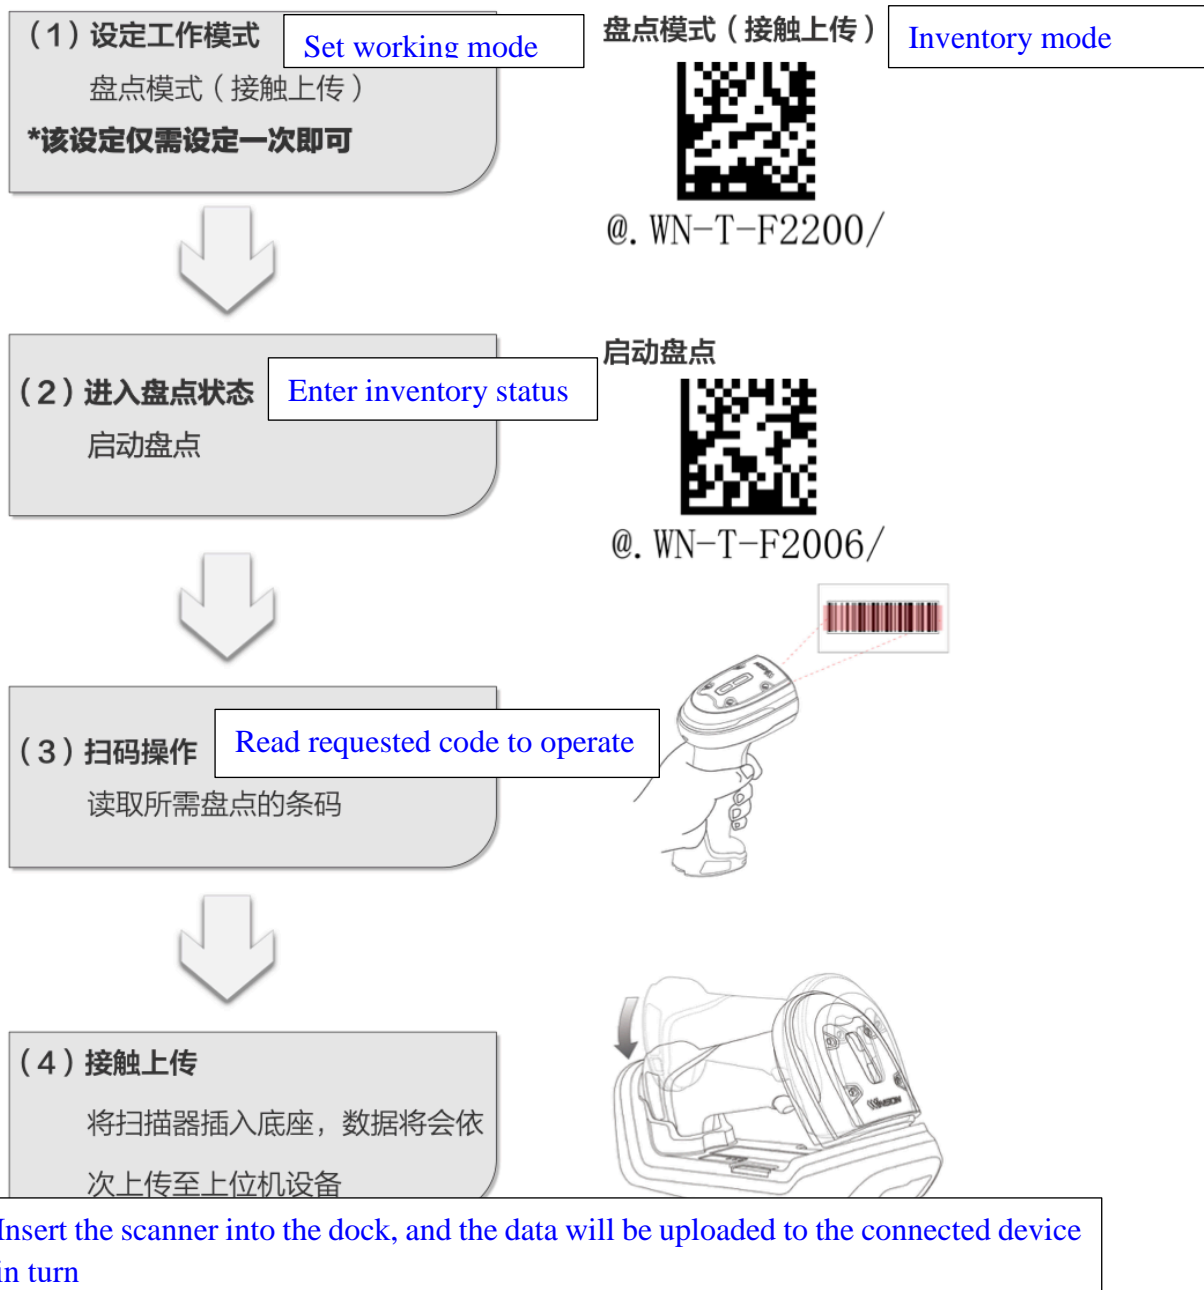 （1）设定工作模式
Set working mode
盘点模式（接触上传）
*该设定仅需设定一次即可
盘点模式（接触上传）
Inventory mode
@. WN-T-F2200/
（2）进入盘点状态
Enter inventory status
启动盘点
启动盘点
@. WN-T-F2006/
（3）扫码操作
Read requested code to operate
读取所需盘点的条码
（4）接触上传
将扫描器插入底座，数据将会依
次上传至上位机设备
Insert the scanner into the dock, and the data will be uploaded to the connected device
in turn